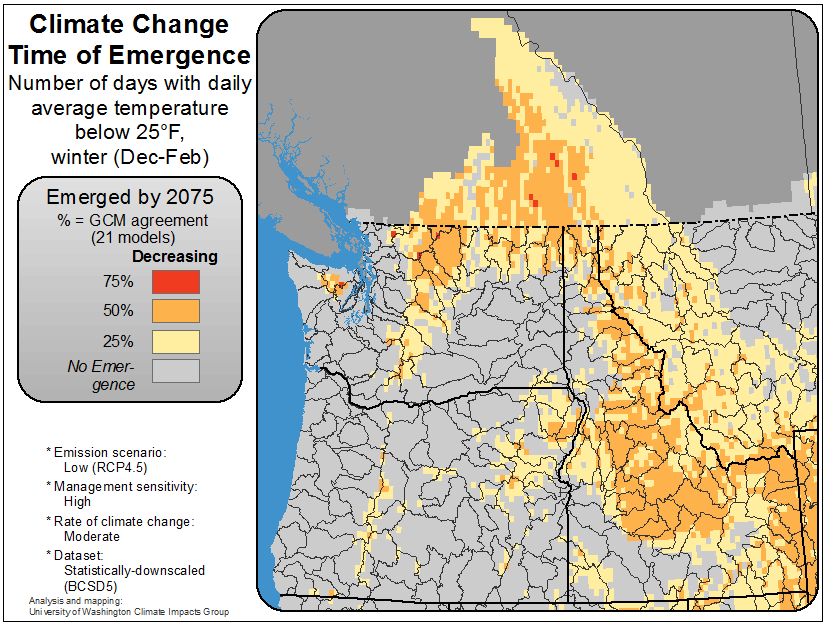 Climate Change
Time of Emergence
Number of days with daily
average temperature
below 25°F,
winter (Dec-Feb)
Emerged by 2075
% = GCM agreement
(21 models)
Decreasing
75%
50%
25%
No Emer-
gence
* Emission scenario:
Low (RCP4.5)
* Management sensitivity:
High
* Rate of climate change:
Moderate
* Dataset:
Statistically-downscaled
(BCSD5)
Analysis and mapping:
University of Washington Climate Impacts Group